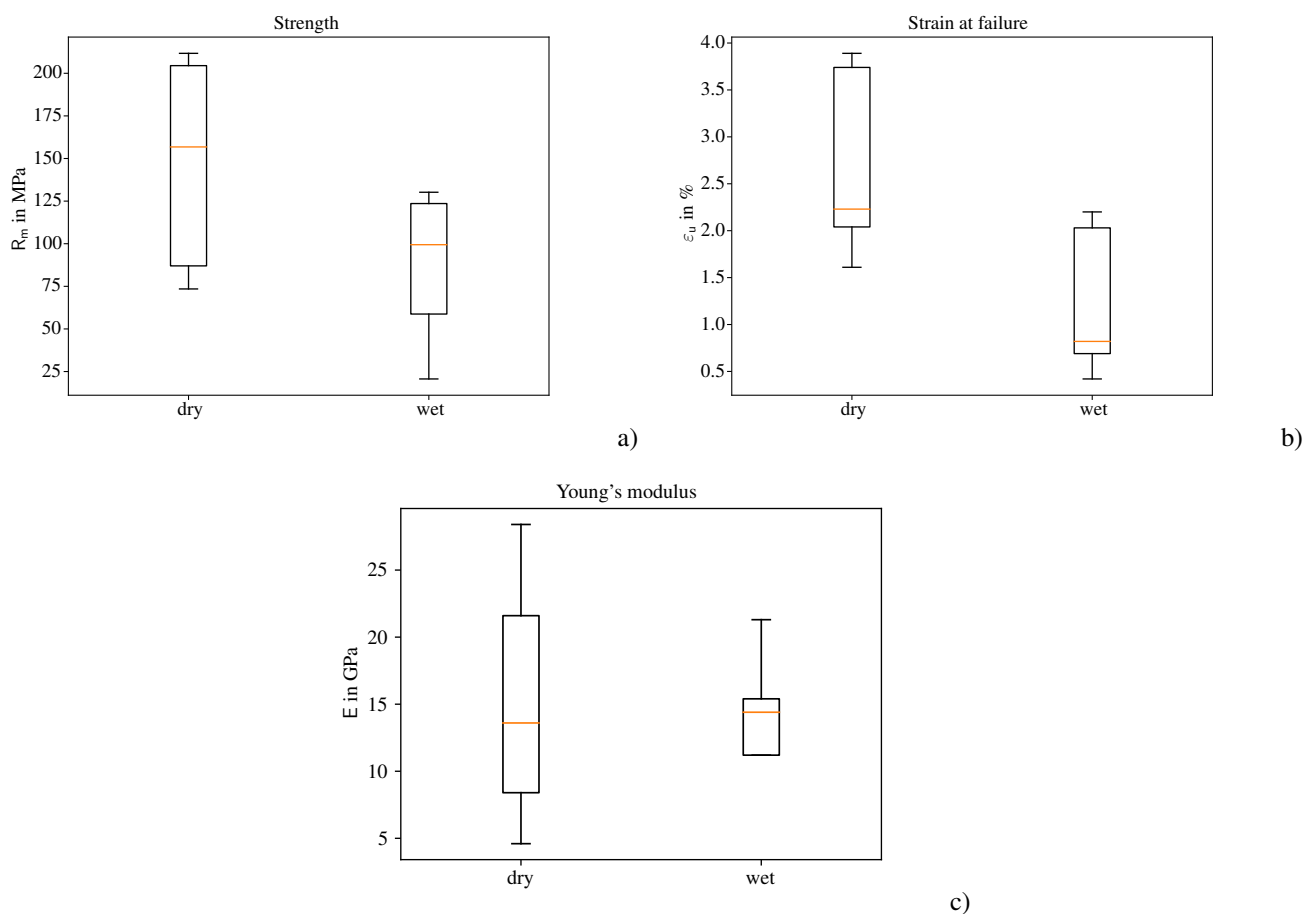 Strength
R_m in MPa
200
175
150
125
100
75
50
25
dry wet
a)
Strain at failure
ε_u in %
4.0
3.5
3.0
2.5
2.0
1.5
1.0
0.5
dry wet
b)
Young's modulus
E in GPa
25
20
15
10
5
dry wet
c)